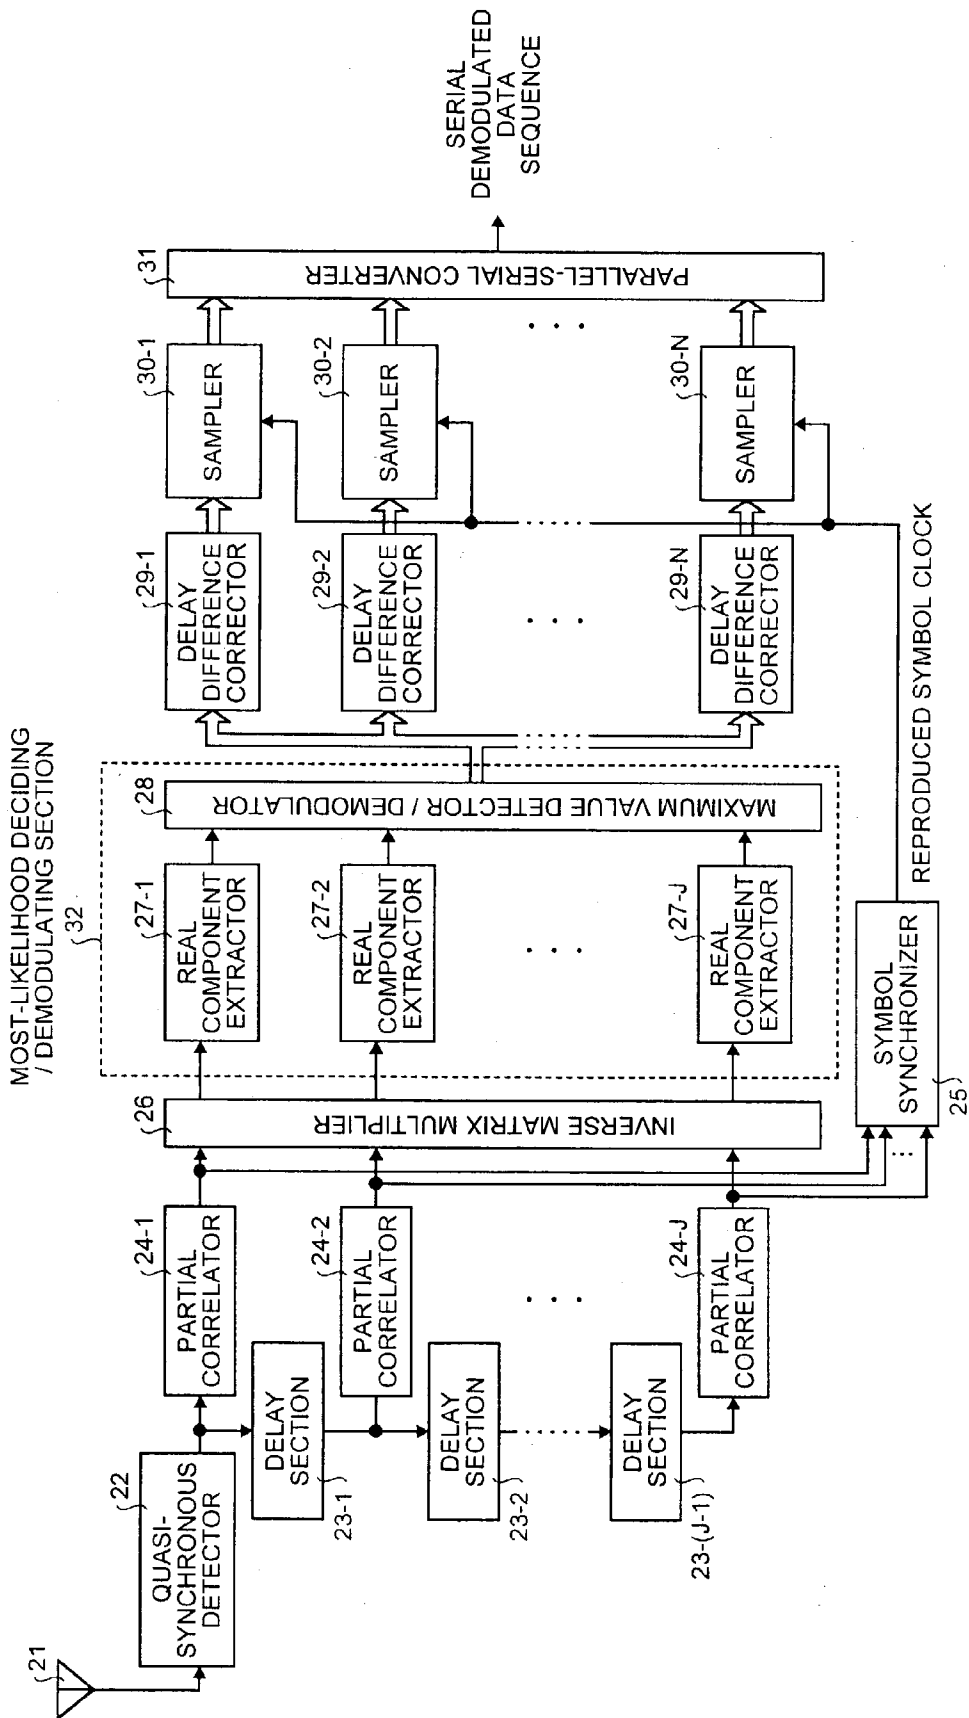 MOST-LIKELIHOOD DECIDING
/ DEMODULATING SECTION
32
21
22
QUASI-
SYNCHRONOUS
DETECTOR
DELAY
SECTION
23-1
DELAY
SECTION
23-2
DELAY
SECTION
23-(J-1)
24-1
PARTIAL
CORRELATOR
24-2
PARTIAL
CORRELATOR
24-J
PARTIAL
CORRELATOR
26
INVERSE MATRIX MULTIPLIER
SYMBOL
SYNCHRONIZER
25
27-1
REAL
COMPONENT
EXTRACTOR
27-2
REAL
COMPONENT
EXTRACTOR
27-J
REAL
COMPONENT
EXTRACTOR
28
MAXIMUM VALUE DETECTOR / DEMODULATOR
REPRODUCED SYMBOL CLOCK
29-1
DELAY
DIFFERENCE
CORRECTOR
29-2
DELAY
DIFFERENCE
CORRECTOR
29-N
DELAY
DIFFERENCE
CORRECTOR
30-1
SAMPLER
30-2
SAMPLER
30-N
SAMPLER
31
PARALLEL-SERIAL CONVERTER
SERIAL
DEMODULATED
DATA
SEQUENCE